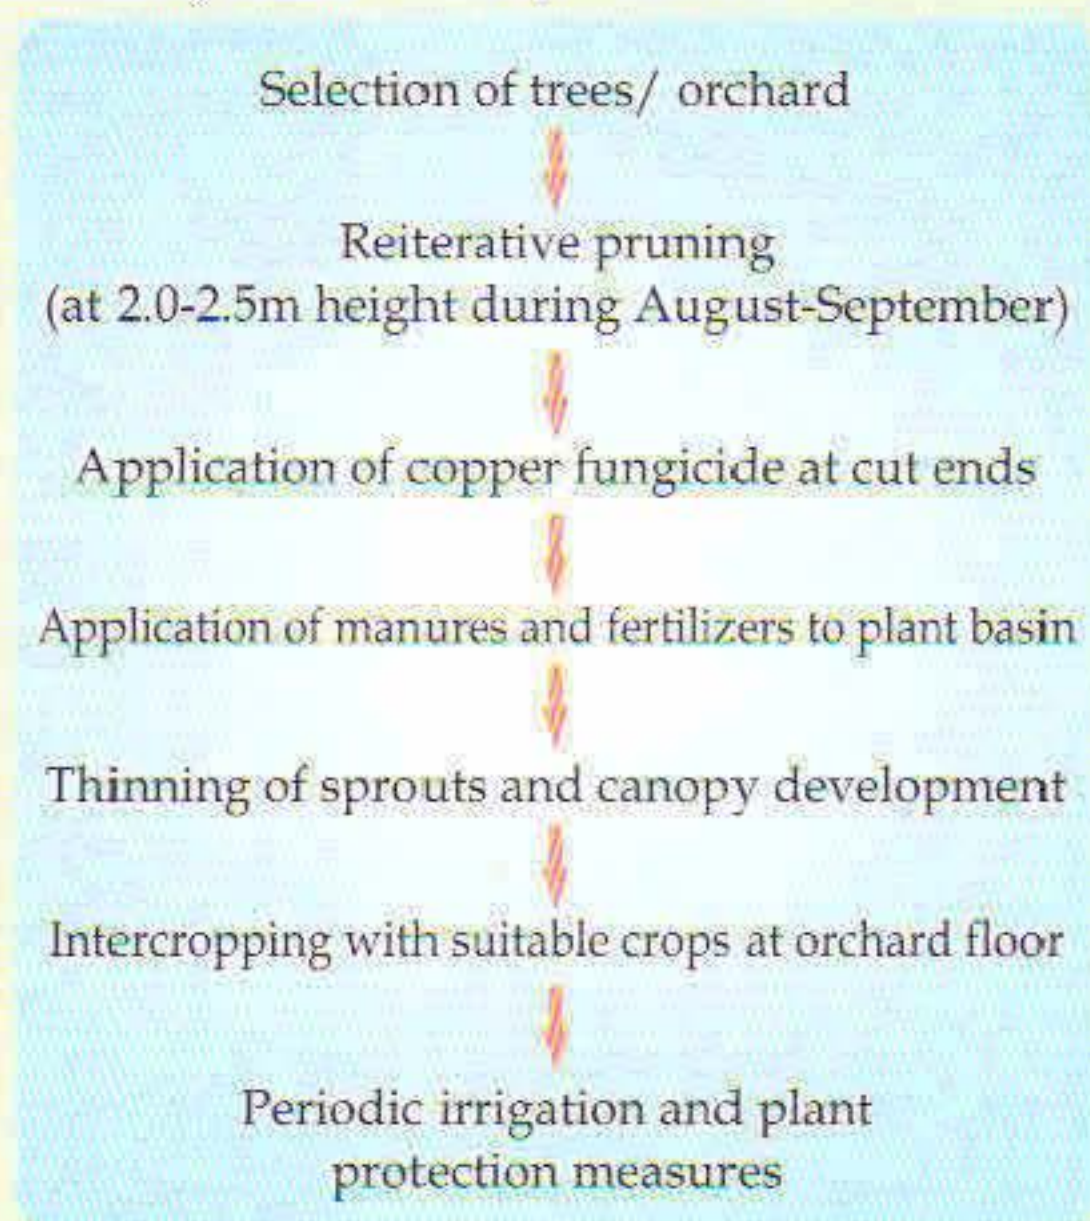 Selection of trees/ orchard
Reiterative pruning
(at 2.0-2.5m height during August-September)
Application of copper fungicide at cut ends
Application of manures and fertilizers to plant basin
Thinning of sprouts and canopy development
Intercropping with suitable crops at orchard floor
Periodic irrigation and plant
protection measures